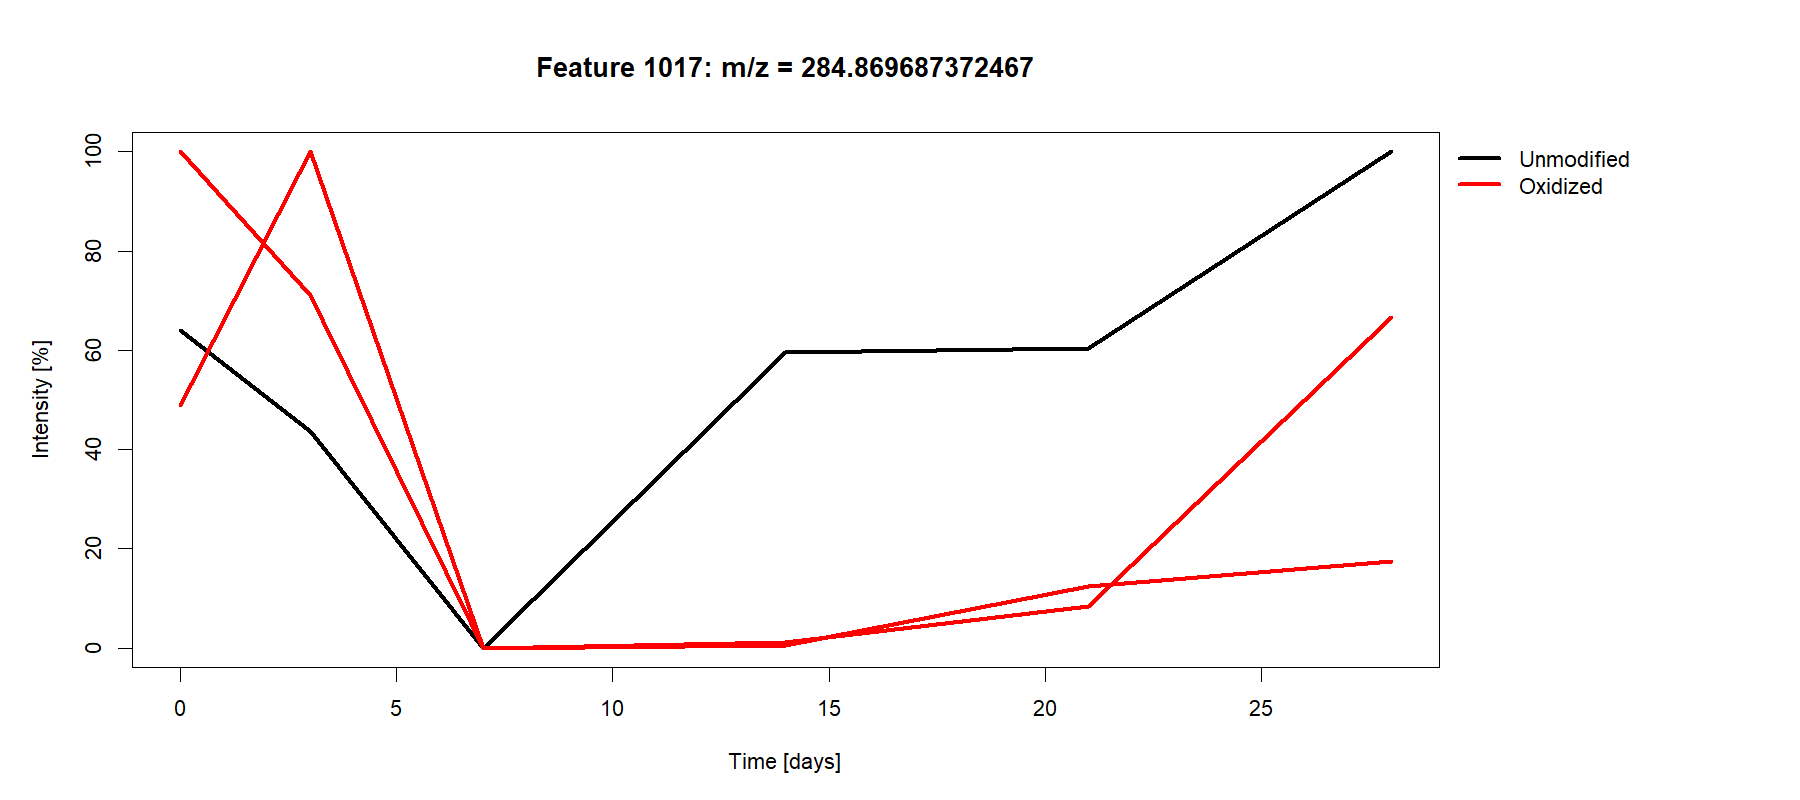 Feature 1017: m/z = 284.869687372467
Unmodified
Oxidized
Intensity [%]
100
80
60
40
20
0
0 5 10 15 20 25
Time [days]